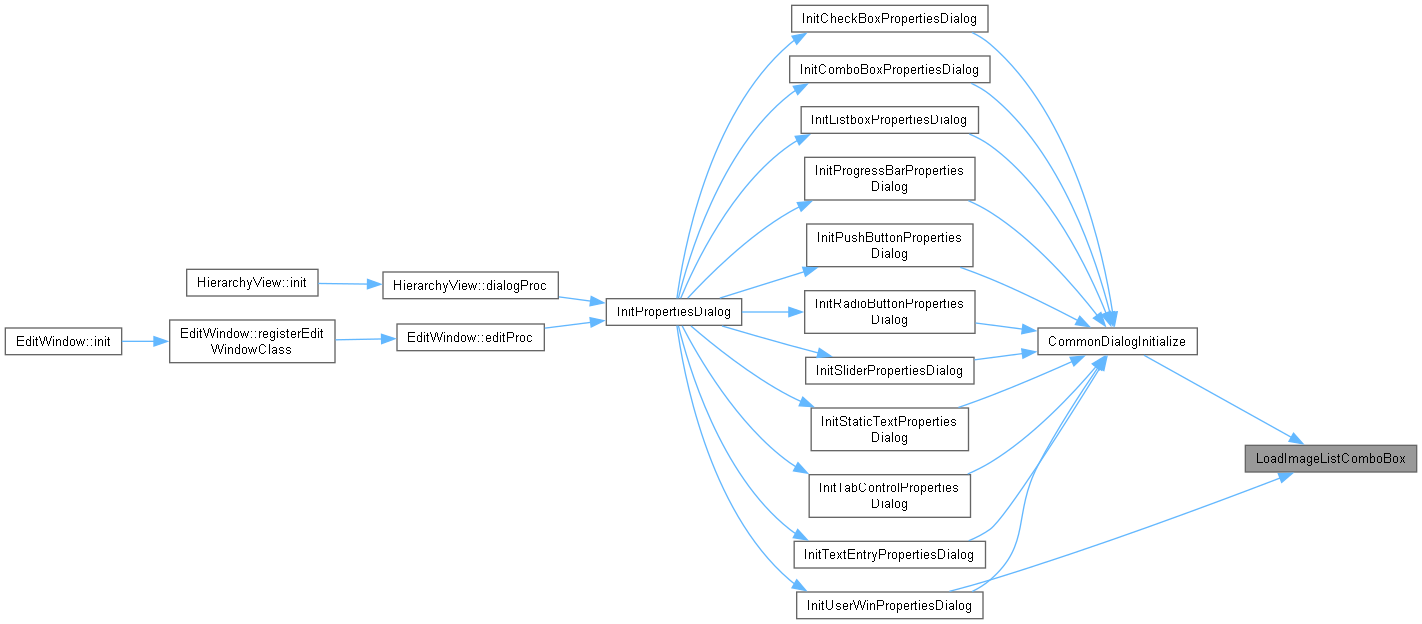 InitCheckBoxPropertiesDialog
InitComboBoxPropertiesDialog
InitListboxPropertiesDialog
InitProgressBarProperties
Dialog
InitPushButtonProperties
Dialog
HierarchyView::init
HierarchyView::dialogProc
InitPropertiesDialog
InitRadioButtonProperties
Dialog
EditWindow::init
EditWindow::registerEdit
WindowClass
EditWindow::editProc
CommonDialogInitialize
InitSliderPropertiesDialog
InitStaticTextProperties
Dialog
LoadImageListComboBox
InitTabControlProperties
Dialog
InitTextEntryPropertiesDialog
InitUserWinPropertiesDialog